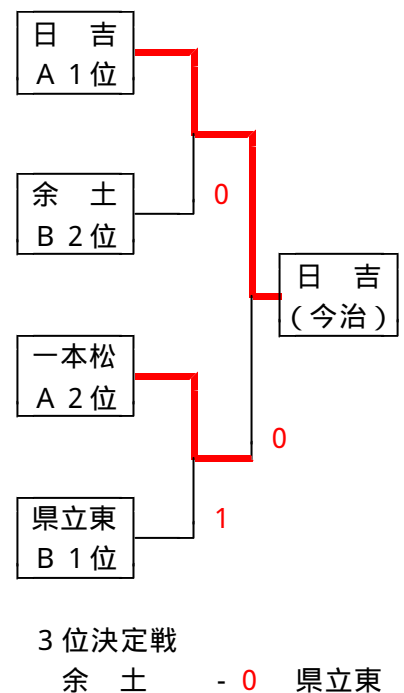 日　吉
A 1位
0
余　土
B 2位
日　吉
(今治)
一本松
A 2位
0
1
県立東
B 1位
3位決定戦
余　土　　- 0　県立東